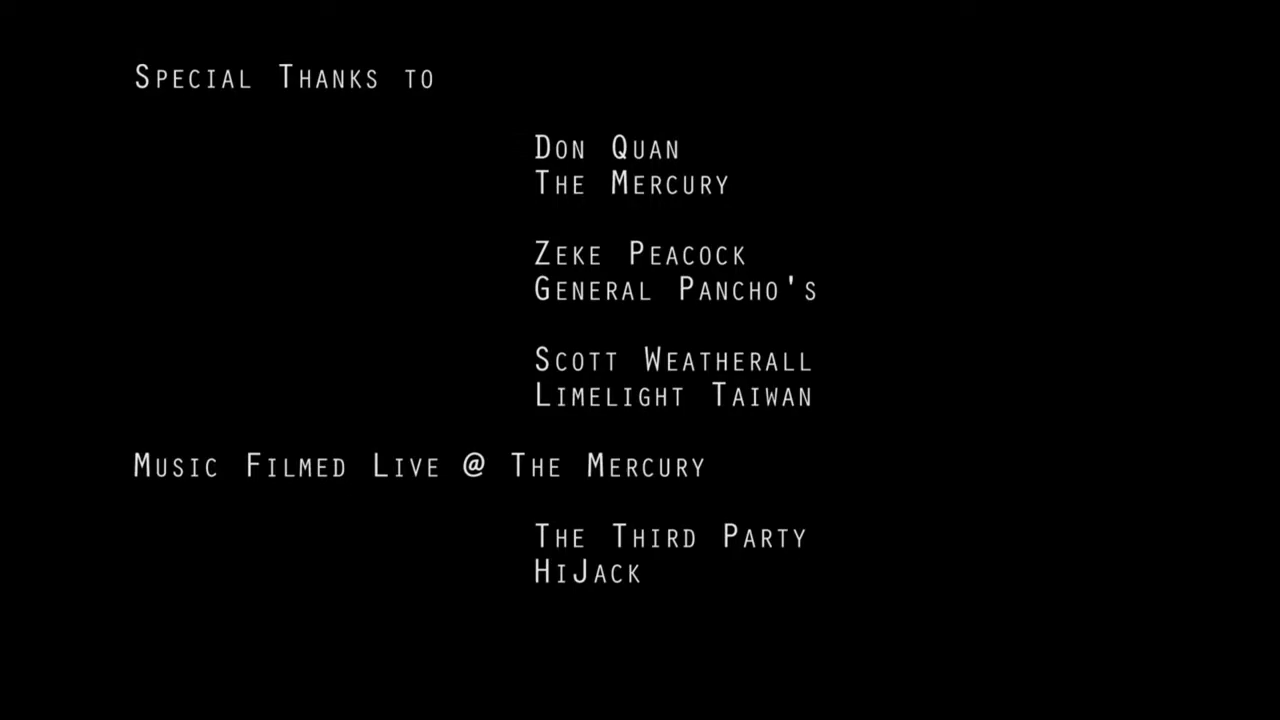 Special Thanks to
Don Quan
The Mercury
Zeke Peacock
General Pancho's
Scott Weatherall
Limelight Taiwan
Music Filmed Live @ The Mercury
The Third Party
HiJack